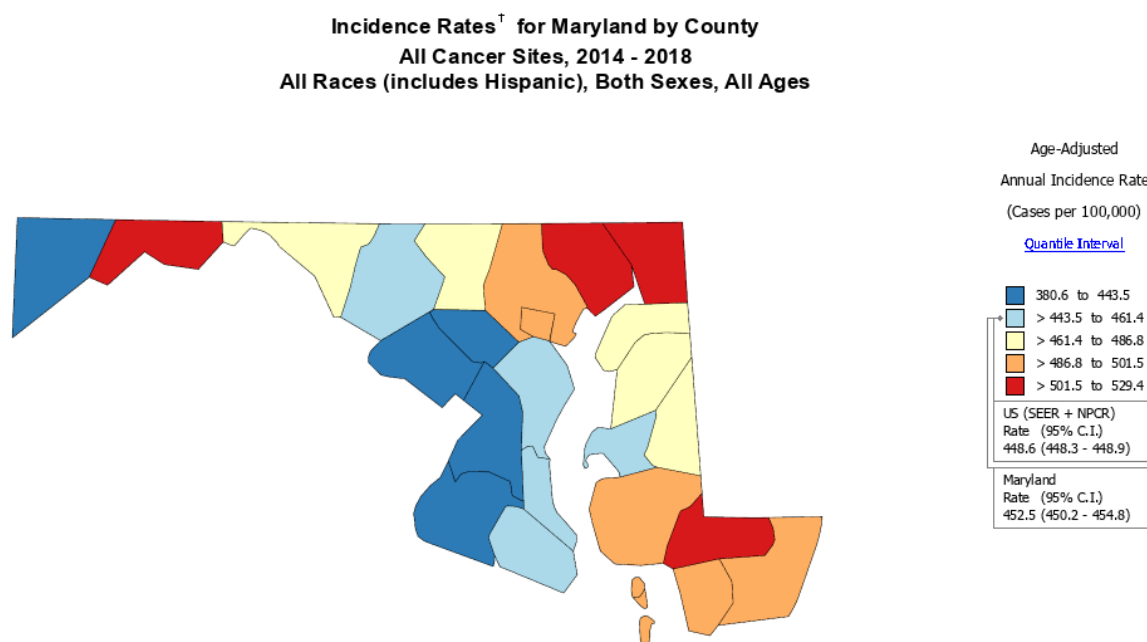 Incidence Rates† for Maryland by County
All Cancer Sites, 2014 - 2018
All Races (includes Hispanic), Both Sexes, All Ages
Age-Adjusted
Annual Incidence Rate
(Cases per 100,000)
Quantile Interval
380.6 to 443.5
> 443.5 to 461.4
> 461.4 to 486.8
> 486.8 to 501.5
> 501.5 to 529.4
US (SEER + NPCR)
Rate (95% C.I.)
448.6 (448.3 - 448.9)
Maryland
Rate (95% C.I.)
452.5 (450.2 - 454.8)